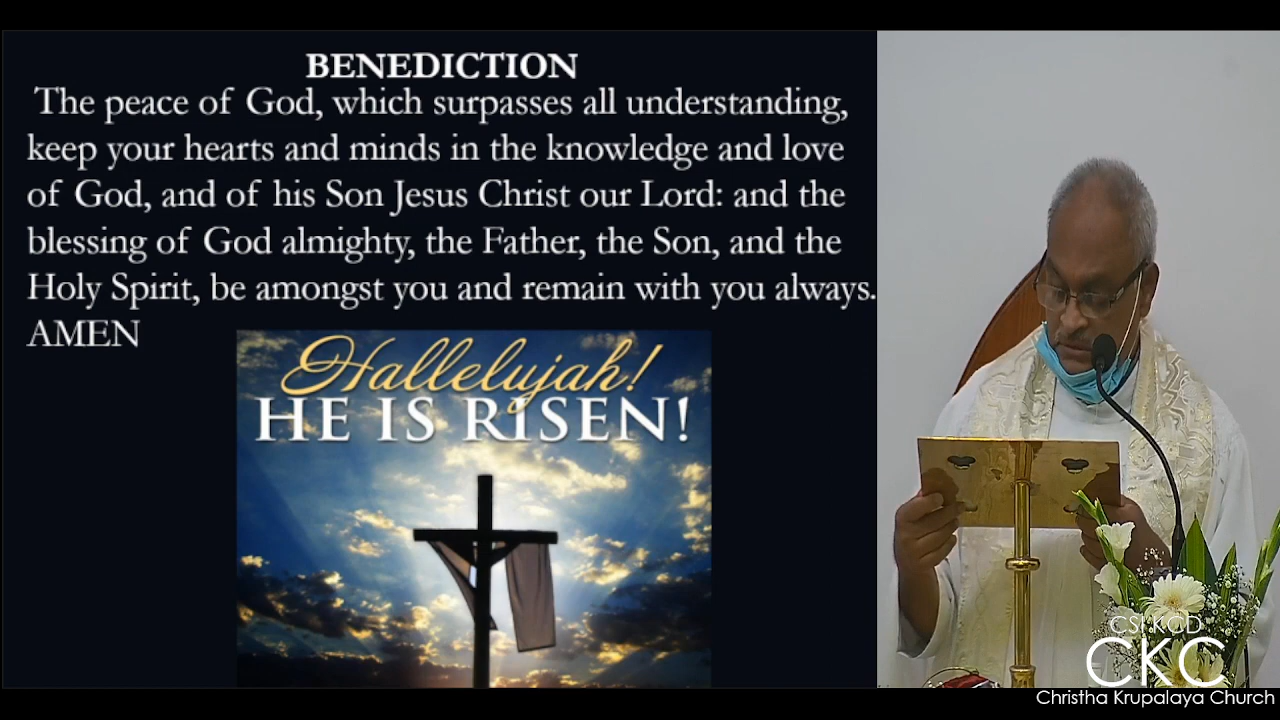 BENEDICTION
The peace of God, which surpasses all understanding,
keep your hearts and minds in the knowledge and love
of God, and of his Son Jesus Christ our Lord: and the
blessing of God almighty, the Father, the Son, and the
Holy Spirit, be amongst you and remain with you always.
AMEN
Hallelujah!
HE IS RISEN!
CSI KCD
CKC
Christha Krupalaya Church